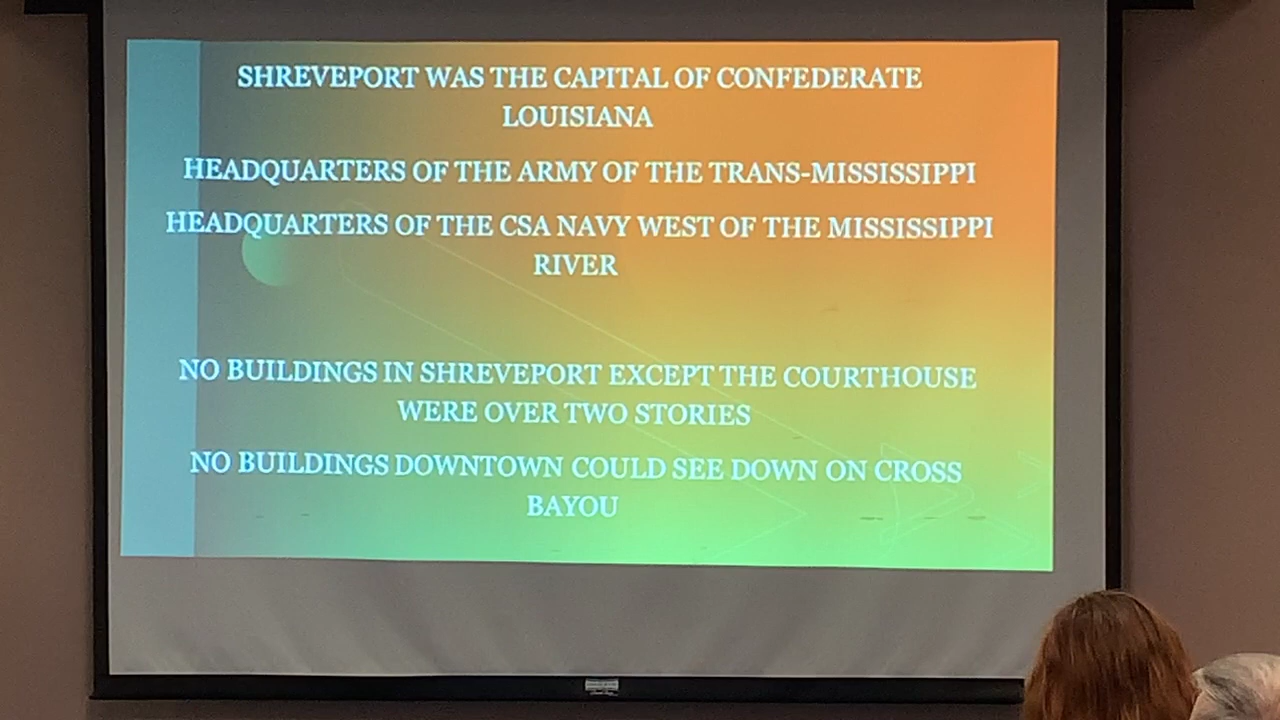 SHREVEPORT WAS THE CAPITAL OF CONFEDERATE
LOUISIANA
HEADQUARTERS OF THE ARMY OF THE TRANS-MISSISSIPPI
HEADQUARTERS OF THE CSA NAVY WEST OF THE MISSISSIPPI
RIVER
NO BUILDINGS IN SHREVEPORT EXCEPT THE COURTHOUSE
WERE OVER TWO STORIES
NO BUILDINGS DOWNTOWN COULD SEE DOWN ON CROSS
BAYOU